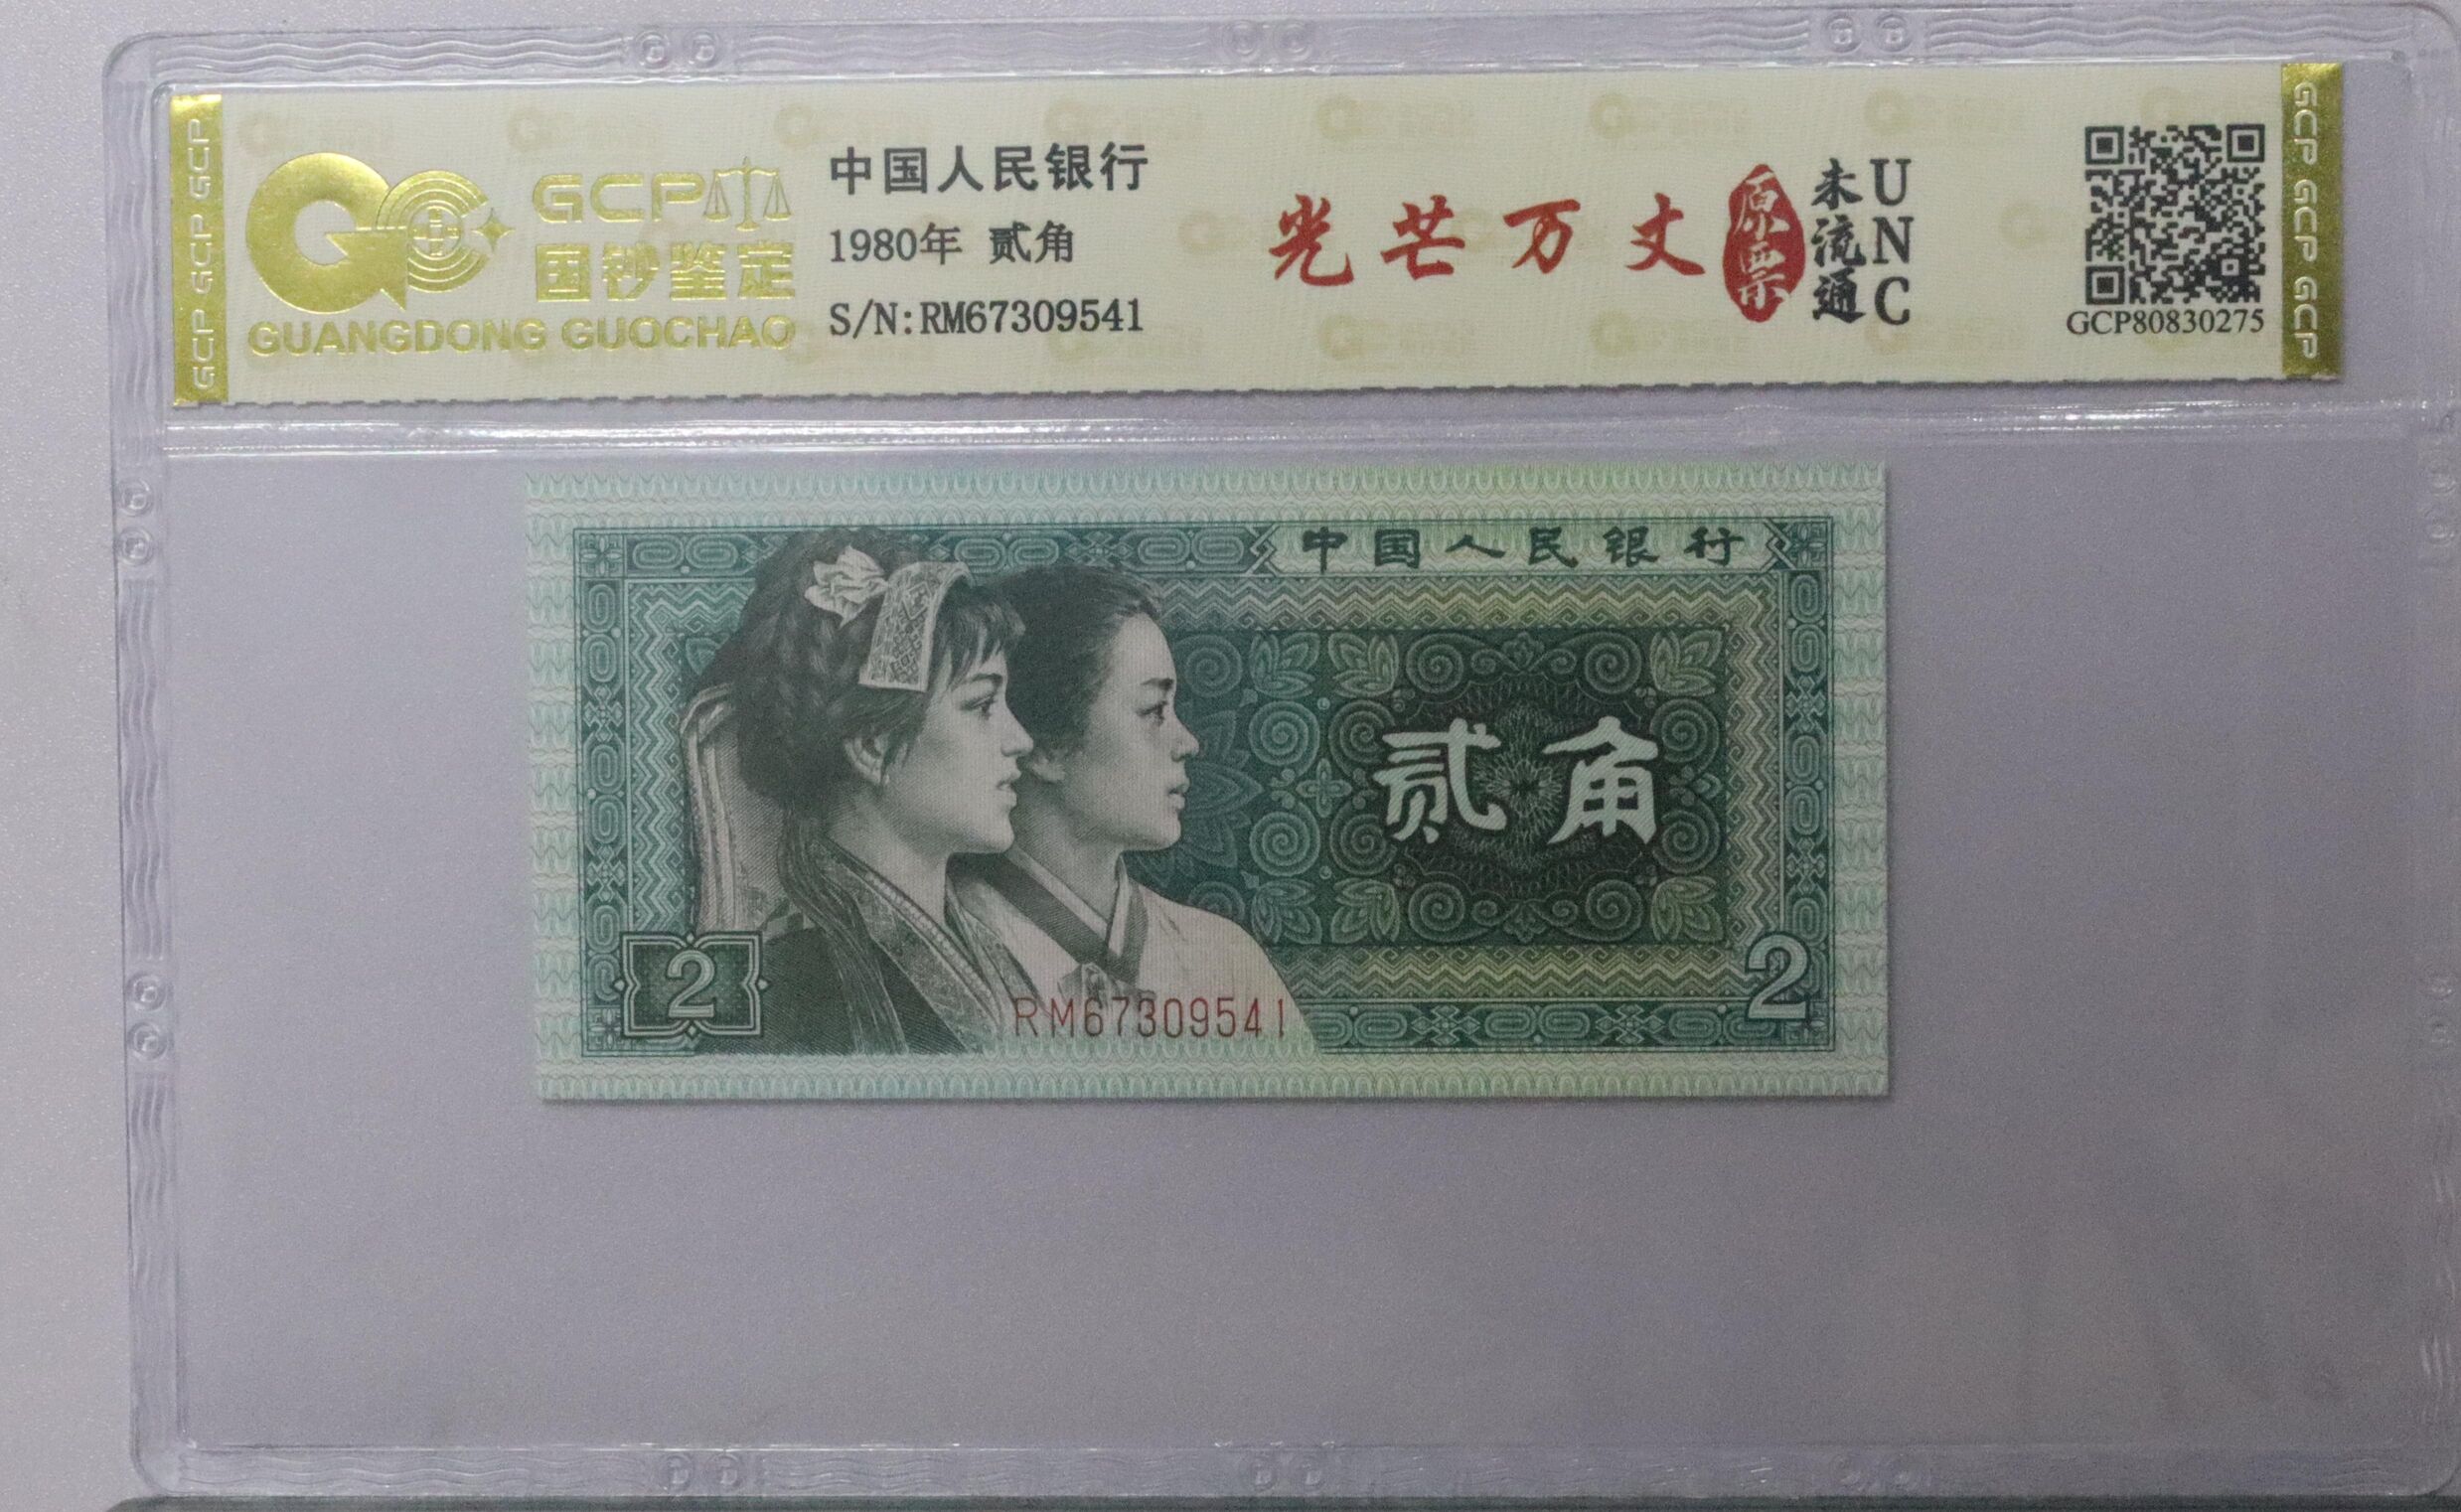 GCP GCP GCP
GCP
国钞鉴定
GUANGDONG GUOCHAO
中国人民银行
1980年 贰角
S/N:RM67309541
光芒万丈
原票
未流通
UNC
GCP80830275
GCP GCP GCP
中国人民银行
贰角
2
2
RM67309541